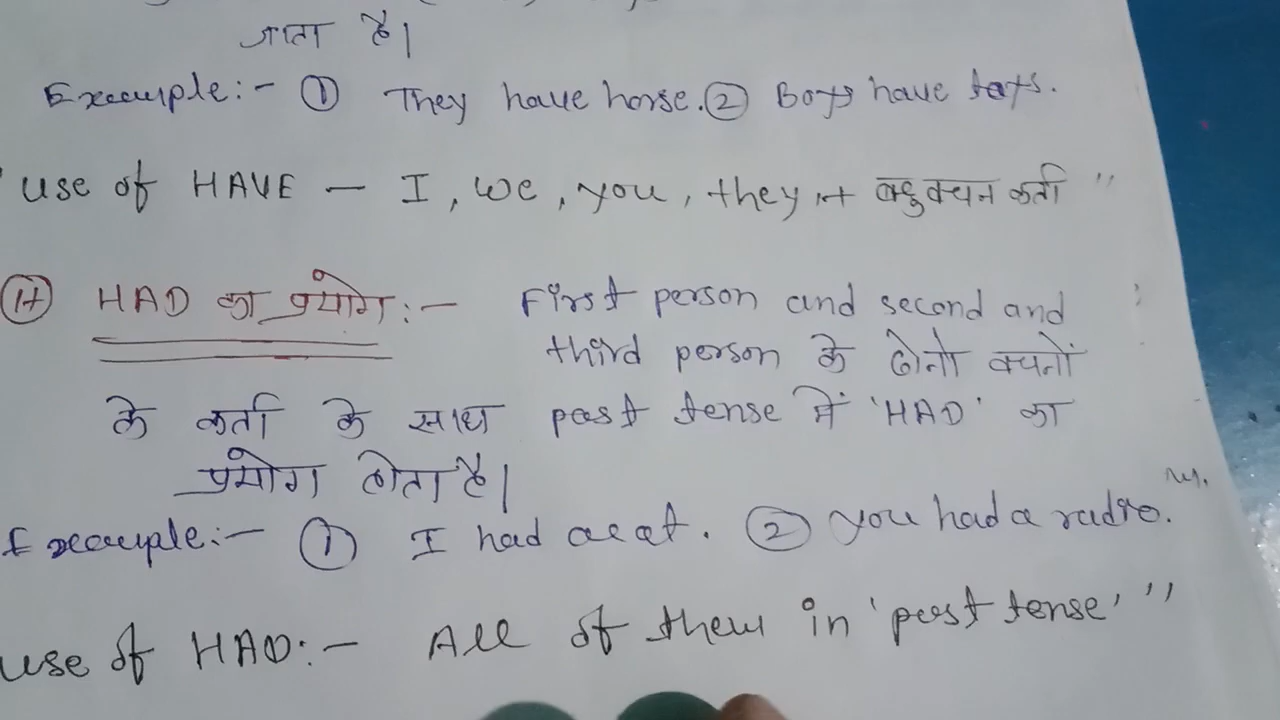 जाता है।
Example:- ① They have horse. ② Boys have toys.
use of HAVE - I, we, you, they, + बहुवचन कर्ता "
HAD का प्रयोग :- First person and second and
third person के दोनों वचनों
के कर्ता के साथ past tense में 'HAD' का
प्रयोग होता है।
Example:- ① I had a cat. ② You had a radio.
use of HAD:- All of them in 'past tense' "